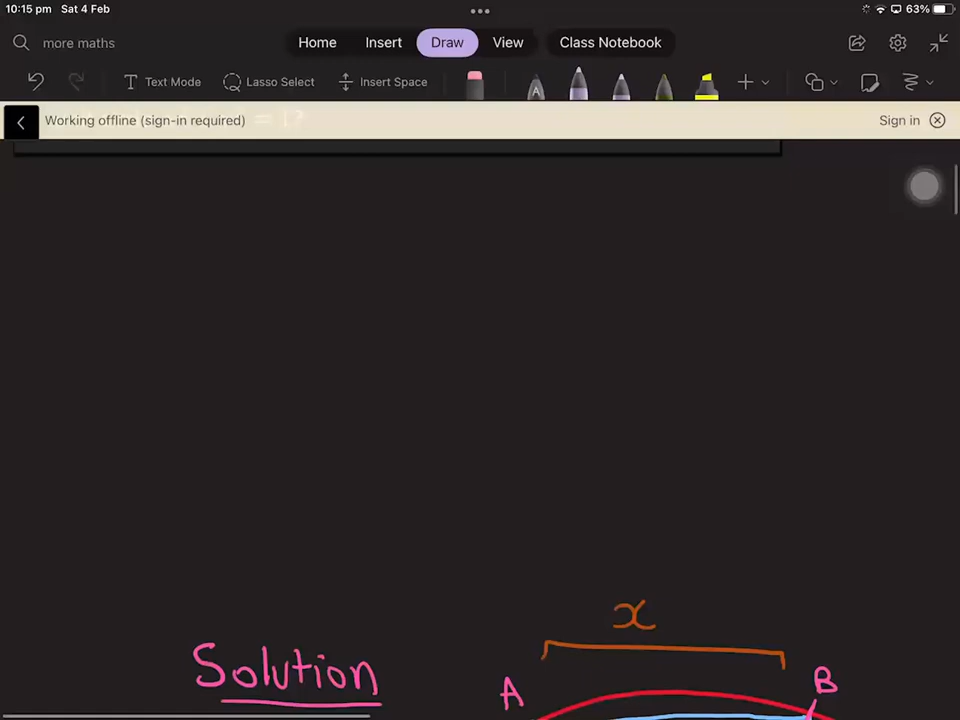 10:15 pm Sat 4 Feb 63%
more maths Home Insert Draw View Class Notebook
Text Mode Lasso Select A Insert Space
Working offline (sign-in required) = 1? Sign in
x
Solution
A B